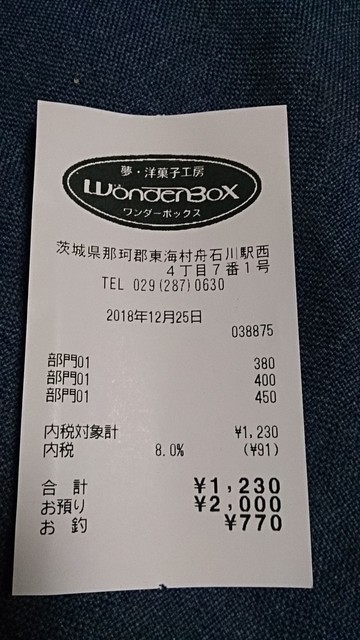 夢・洋菓子工房
WöndenBox
ワンダーボックス
茨城県那珂郡東海村舟石川駅西
4丁目7番1号
TEL 029(287)0630
2018年12月25日
038875
部門01 380
部門01 400
部門01 450
内税対象計 ¥1,230
内税 8.0% (¥91)
合 計 ¥1,230
お預り ¥2,000
お 釣 ¥770